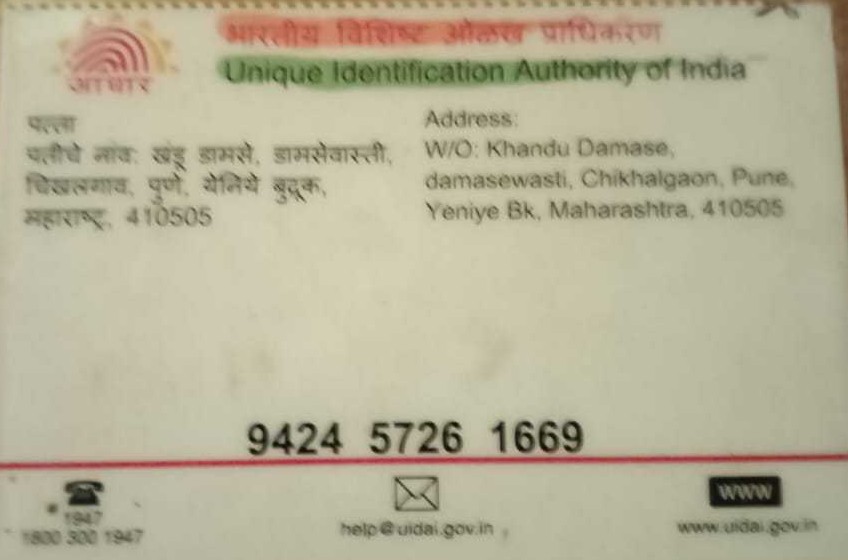 भारतीय विशिष्ट ओळख प्राधिकरण
Unique Identification Authority of India
आधार
पत्ता
पतीचे नांव: खंडू डामसे, डामसेवास्ती,
चिखलगाव, पुणे, येनिये बुद्रूक,
महाराष्ट्र, 410505
Address:
W/O: Khandu Damase,
damasewasti, Chikhalgaon, Pune,
Yeniye Bk, Maharashtra, 410505
9424 5726 1669
1947
1800 300 1947
help@uidai.gov.in
www
www.uidai.gov.in